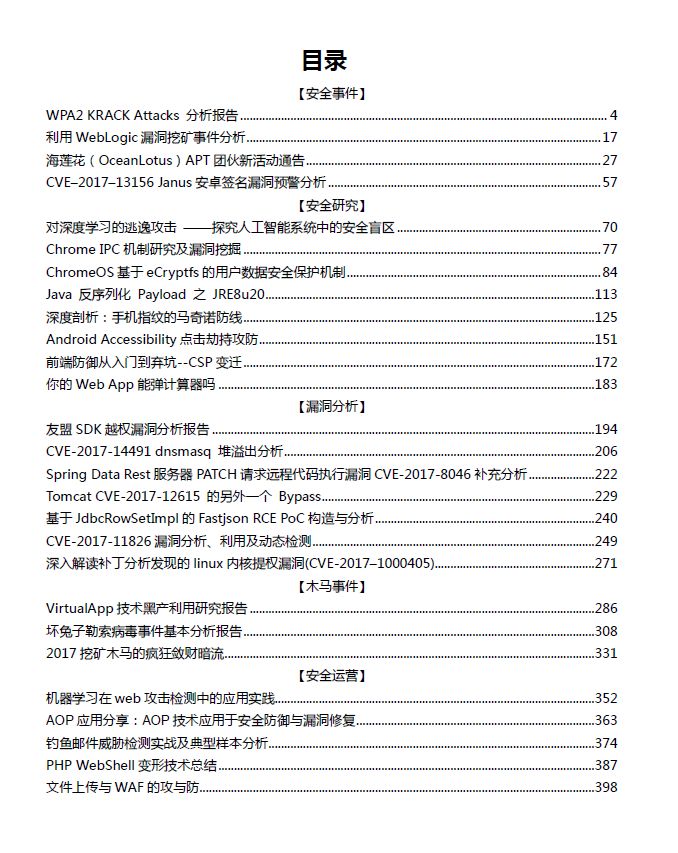 目录
【安全事件】
WPA2 KRACK Attacks 分析报告 4
利用 WebLogic 漏洞挖矿事件分析 17
海莲花（OceanLotus）APT 团伙新活动通告 27
CVE–2017–13156 Janus 安卓签名漏洞预警分析 57
【安全研究】
对深度学习的逃逸攻击 ——探究人工智能系统中的安全盲区 70
Chrome IPC 机制研究及漏洞挖掘 77
ChromeOS 基于 eCryptfs 的用户数据安全保护机制 84
Java 反序列化 Payload 之 JRE8u20 113
深度剖析：手机指纹的马奇诺防线 125
Android Accessibility 点击劫持攻防 151
前端防御从入门到弃坑--CSP 变迁 172
你的 Web App 能弹计算器吗 183
【漏洞分析】
友盟 SDK 越权漏洞分析报告 194
CVE-2017-14491 dnsmasq 堆溢出分析 206
Spring Data Rest 服务器 PATCH 请求远程代码执行漏洞 CVE-2017-8046 补充分析 222
Tomcat CVE-2017-12615 的另外一个 Bypass 229
基于 JdbcRowSetImpl 的 Fastjson RCE PoC 构造与分析 240
CVE-2017-11826 漏洞分析、利用及动态检测 249
深入解读补丁分析发现的 linux 内核提权漏洞(CVE-2017–1000405) 271
【木马事件】
VirtualApp 技术黑产利用研究报告 286
坏兔子勒索病毒事件基本分析报告 308
2017 挖矿木马的疯狂敛财暗流 331
【安全运营】
机器学习在 web 攻击检测中的应用实践 352
AOP 应用分享：AOP 技术应用于安全防御与漏洞修复 363
钓鱼邮件威胁检测实战及典型样本分析 374
PHP WebShell 变形技术总结 387
文件上传与 WAF 的攻与防 398